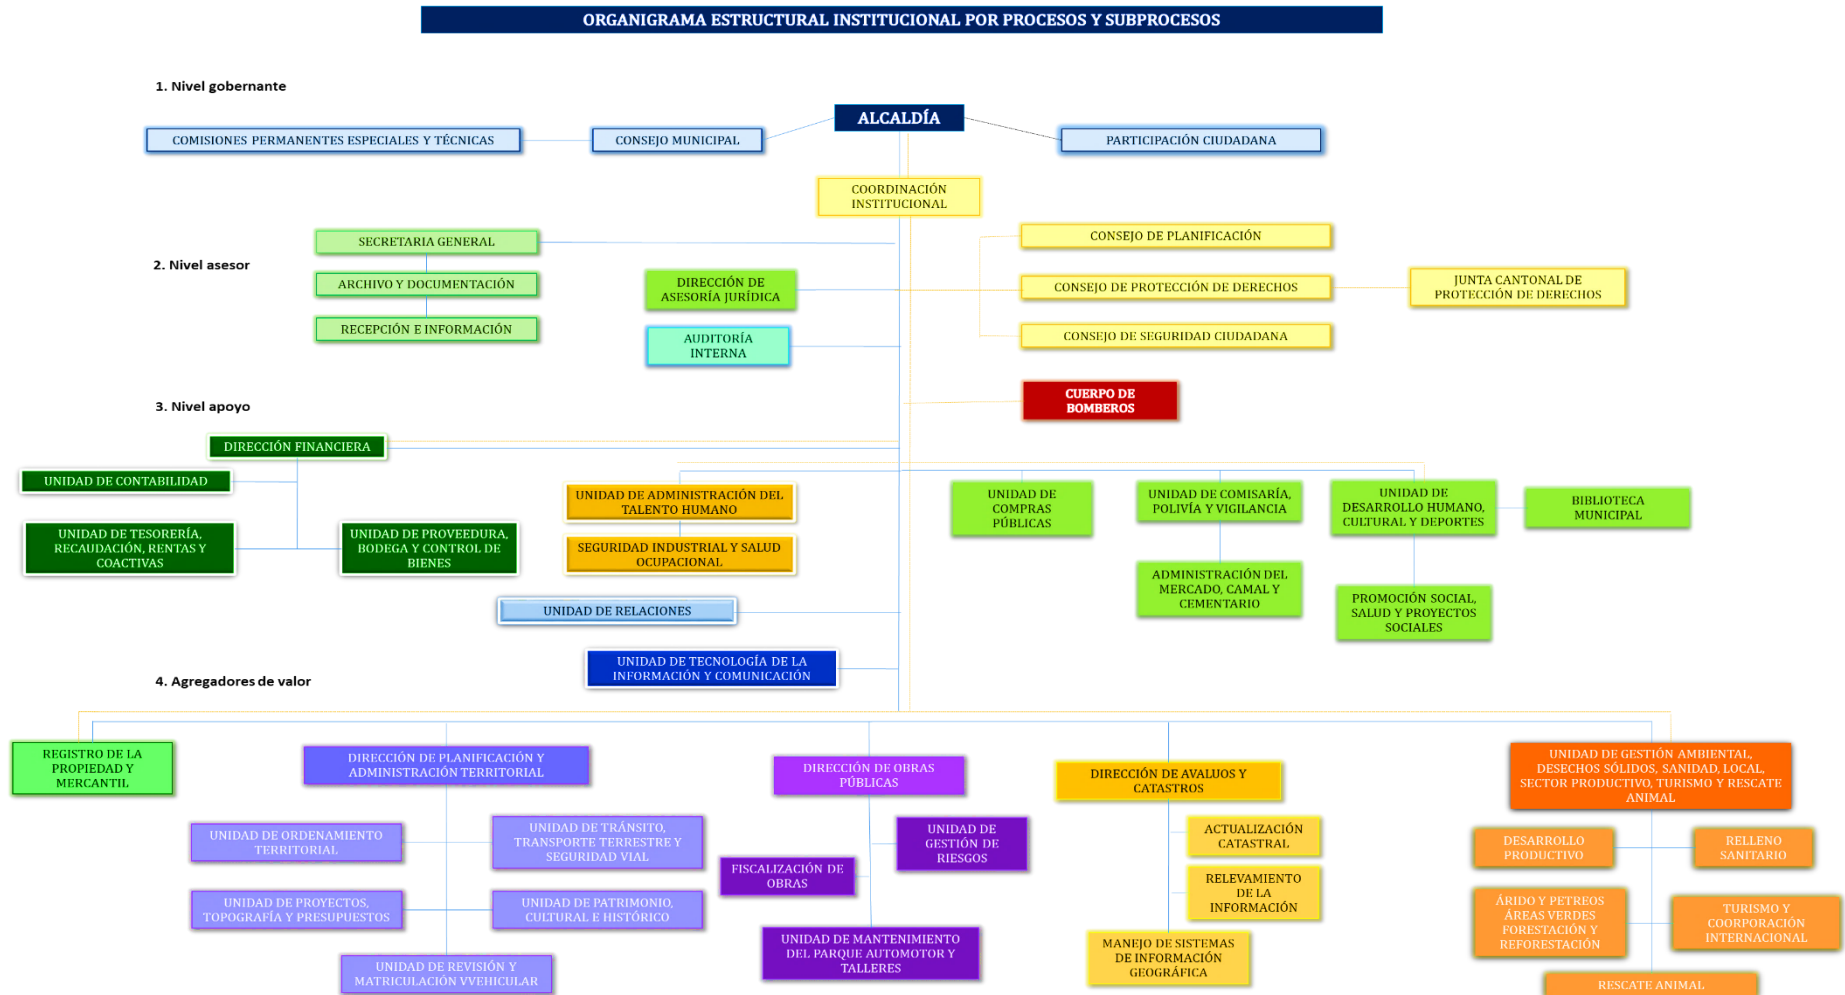 ORGANIGRAMA ESTRUCTURAL INSTITUCIONAL POR PROCESOS Y SUBPROCESOS
1. Nivel gobernante
ALCALDÍA
COMISIONES PERMANENTES ESPECIALES Y TÉCNICAS
CONSEJO MUNICIPAL
PARTICIPACIÓN CIUDADANA
COORDINACIÓN
INSTITUCIONAL
SECRETARIA GENERAL
CONSEJO DE PLANIFICACIÓN
2. Nivel asesor
ARCHIVO Y DOCUMENTACIÓN
DIRECCIÓN DE
ASESORÍA JURÍDICA
CONSEJO DE PROTECCIÓN DE DERECHOS
JUNTA CANTONAL DE
PROTECCIÓN DE DERECHOS
RECEPCIÓN E INFORMACIÓN
AUDITORÍA
INTERNA
CONSEJO DE SEGURIDAD CIUDADANA
3. Nivel apoyo
CUERPO DE
BOMBEROS
DIRECCIÓN FINANCIERA
UNIDAD DE CONTABILIDAD
UNIDAD DE ADMINISTRACIÓN DEL
TALENTO HUMANO
UNIDAD DE
COMPRAS
PÚBLICAS
UNIDAD DE COMISARÍA,
POLIVÍA Y VIGILANCIA
UNIDAD DE
DESARROLLO HUMANO,
CULTURAL Y DEPORTES
BIBLIOTECA
MUNICIPAL
UNIDAD DE TESORERÍA,
RECAUDACIÓN, RENTAS Y
COACTIVAS
UNIDAD DE PROVEEDURA,
BODEGA Y CONTROL DE
BIENES
SEGURIDAD INDUSTRIAL Y SALUD
OCUPACIONAL
ADMINISTRACIÓN DEL
MERCADO, CAMAL Y
CEMENTARIO
PROMOCIÓN SOCIAL,
SALUD Y PROYECTOS
SOCIALES
UNIDAD DE RELACIONES
UNIDAD DE TECNOLOGÍA DE LA
INFORMACIÓN Y COMUNICACIÓN
4. Agregadores de valor
REGISTRO DE LA
PROPIEDAD Y
MERCANTIL
DIRECCIÓN DE PLANIFICACIÓN Y
ADMINISTRACIÓN TERRITORIAL
DIRECCIÓN DE OBRAS
PÚBLICAS
DIRECCIÓN DE AVALUOS Y
CATASTROS
UNIDAD DE GESTIÓN AMBIENTAL,
DESECHOS SÓLIDOS, SANIDAD, LOCAL,
SECTOR PRODUCTIVO, TURISMO Y RESCATE
ANIMAL
UNIDAD DE ORDENAMIENTO
TERRITORIAL
UNIDAD DE TRÁNSITO,
TRANSPORTE TERRESTRE Y
SEGURIDAD VIAL
UNIDAD DE
GESTIÓN DE
RIESGOS
ACTUALIZACIÓN
CATASTRAL
DESARROLLO
PRODUCTIVO
RELLENO
SANITARIO
FISCALIZACIÓN DE
OBRAS
RELEVAMIENTO
DE LA
INFORMACIÓN
UNIDAD DE PROYECTOS,
TOPOGRAFÍA Y PRESUPUESTOS
UNIDAD DE PATRIMONIO,
CULTURAL E HISTÓRICO
ÁRIDO Y PETREOS
ÁREAS VERDES
FORESTACIÓN Y
REFORESTACIÓN
TURISMO Y
COORPORACIÓN
INTERNACIONAL
UNIDAD DE REVISIÓN Y
MATRICULACIÓN VVEHICULAR
UNIDAD DE MANTENIMIENTO
DEL PARQUE AUTOMOTOR Y
TALLERES
MANEJO DE SISTEMAS
DE INFORMACIÓN
GEOGRÁFICA
RESCATE ANIMAL